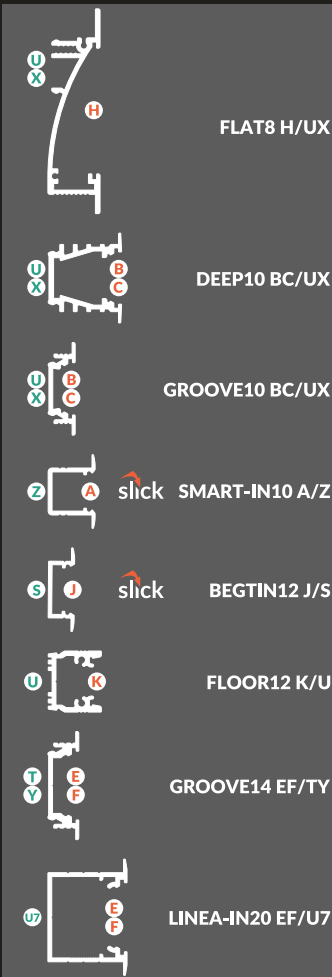 U
X
H
FLAT8 H/UX
U
X
B
C
DEEP10 BC/UX
U
X
B
C
GROOVE10 BC/UX
Z
A
slick
SMART-IN10 A/Z
S
J
slick
BEGTIN12 J/S
U
K
FLOOR12 K/U
T
Y
E
F
GROOVE14 EF/TY
U7
E
F
LINEA-IN20 EF/U7